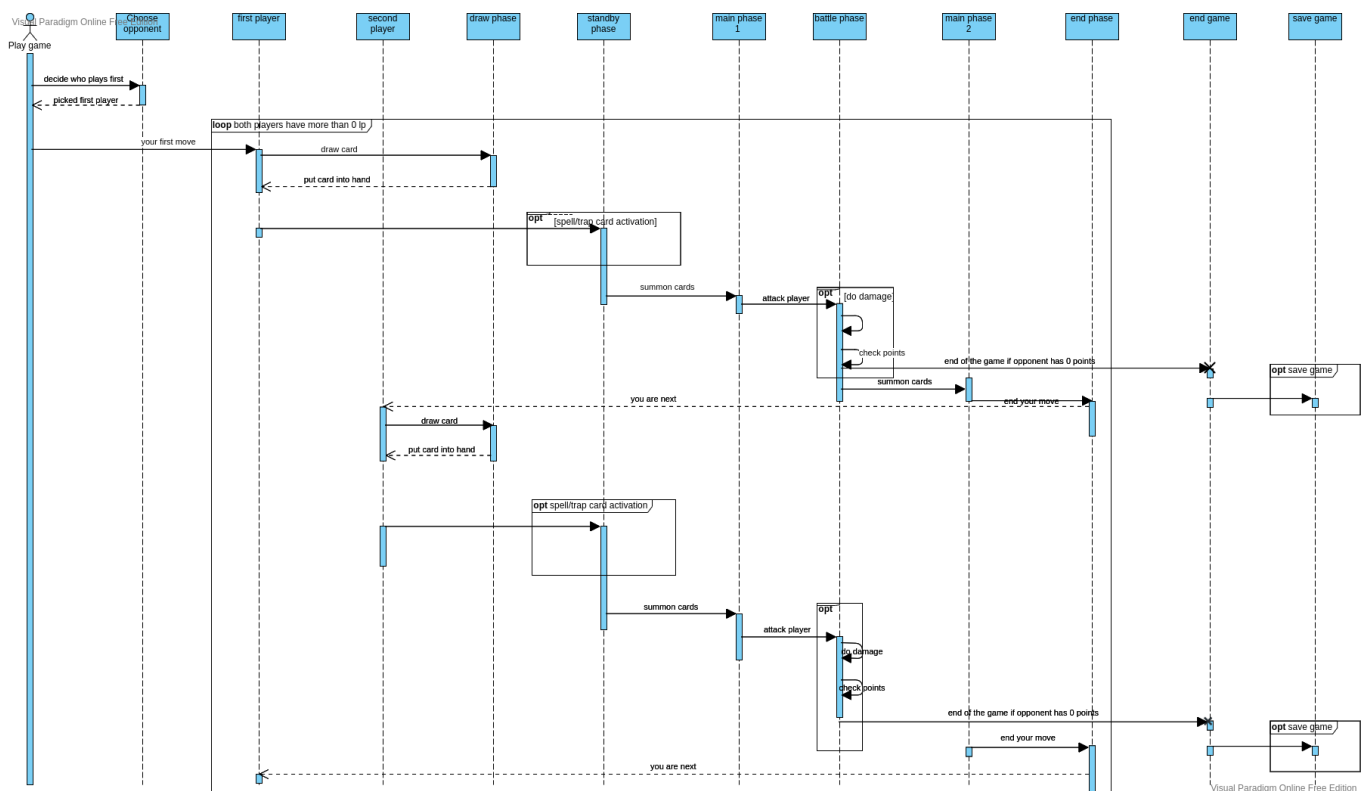 Visual Paradigm Online Free Edition
Play game
Choose
opponent
first player
second
player
draw phase
standby
phase
main phase
1
battle phase
main phase
2
end phase
end game
save game
decide who plays first
picked first player
loop both players have more than 0 lp
your first move
draw card
put card into hand
opt
[spell/trap card activation]
summon cards
opt
[do damage]
attack player
check points
end of the game if opponent has 0 points
opt save game
summon cards
end your move
you are next
draw card
put card into hand
opt spell/trap card activation
summon cards
opt
attack player
do damage
check points
end of the game if opponent has 0 points
opt save game
end your move
you are next
Visual Paradigm Online Free Edition